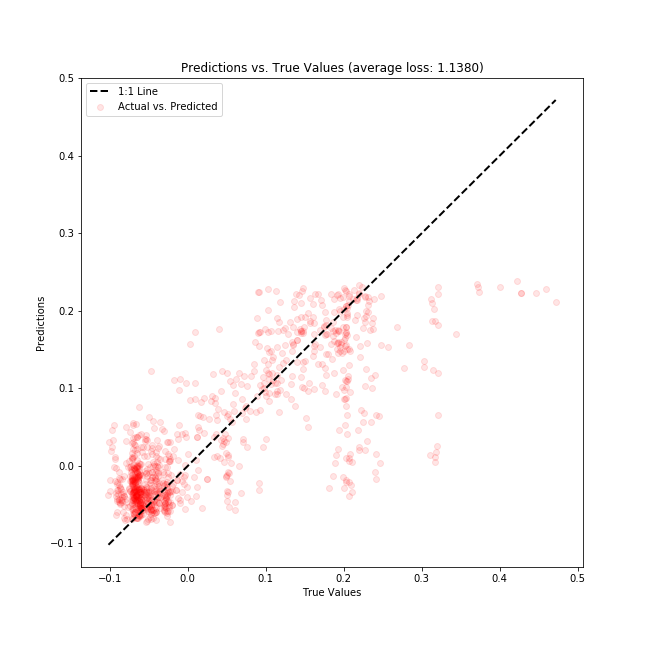 Predictions vs. True Values (average loss: 1.1380)
1:1 Line
Actual vs. Predicted
0.5
0.4
0.3
0.2
0.1
0.0
−0.1
Predictions
−0.1 0.0 0.1 0.2 0.3 0.4 0.5
True Values